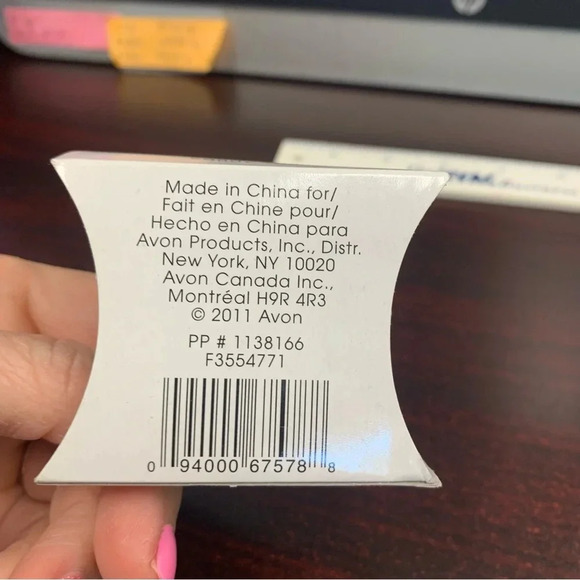 Made in China for/
Fait en Chine pour/
Hecho en China para
Avon Products, Inc., Distr.
New York, NY 10020
Avon Canada Inc.,
Montréal H9R 4R3
© 2011 Avon
PP # 1138166
F3554771
0 94000 67578 8